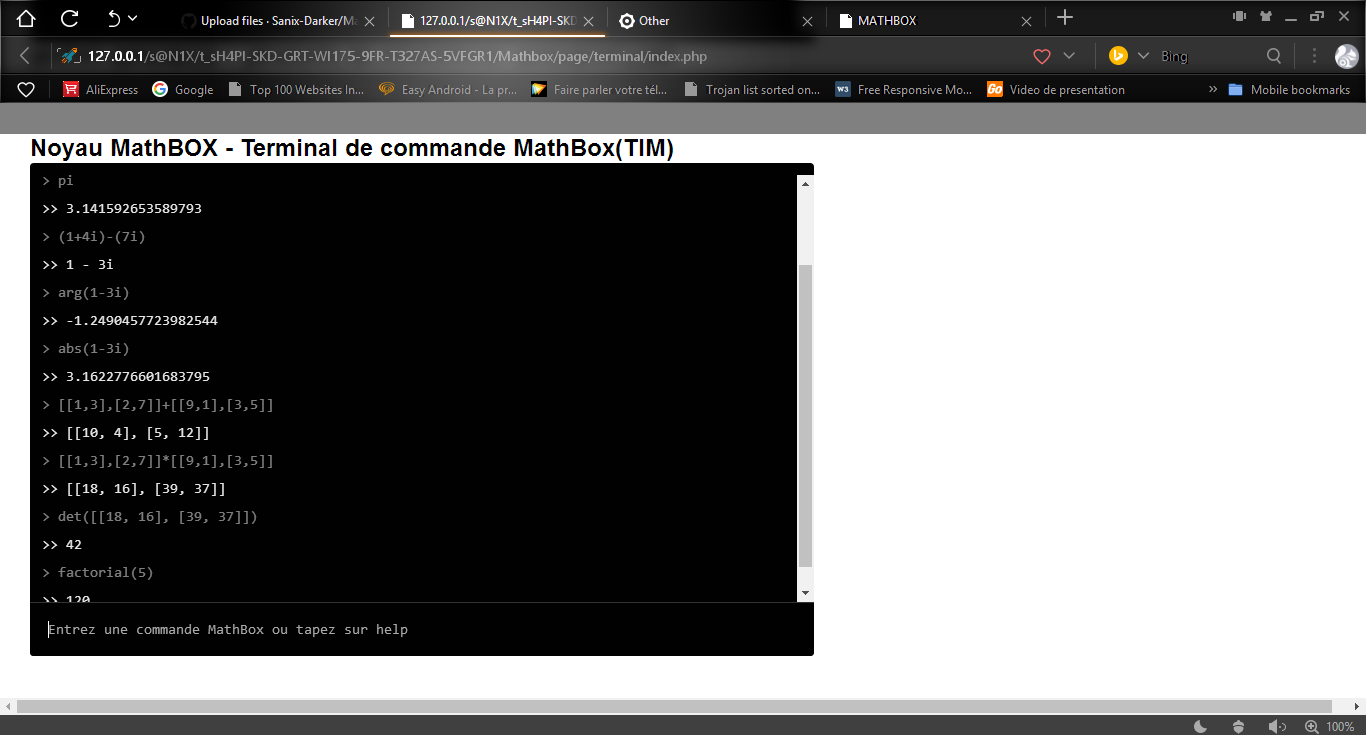 Upload files · Sanix-Darker/Ma
127.0.0.1/s@N1X/t_sH4PI-SKD
Other
MATHBOX
127.0.0.1/s@N1X/t_sH4PI-SKD-GRT-WI175-9FR-T327AS-5VFGR1/Mathbox/page/terminal/index.php
Bing
AliExpress
Google
Top 100 Websites In...
Easy Android - La pr...
Faire parler votre tél...
Trojan list sorted on...
W3 Free Responsive Mo...
Go Video de presentation
» Mobile bookmarks
Noyau MathBOX - Terminal de commande MathBox(TIM)
> pi
>> 3.141592653589793
> (1+4i)-(7i)
>> 1 - 3i
> arg(1-3i)
>> -1.2490457723982544
> abs(1-3i)
>> 3.1622776601683795
> [[1,3],[2,7]]+[[9,1],[3,5]]
>> [[10, 4], [5, 12]]
> [[1,3],[2,7]]*[[9,1],[3,5]]
>> [[18, 16], [39, 37]]
> det([[18, 16], [39, 37]])
>> 42
> factorial(5)
>> 120
Entrez une commande MathBox ou tapez sur help
100%